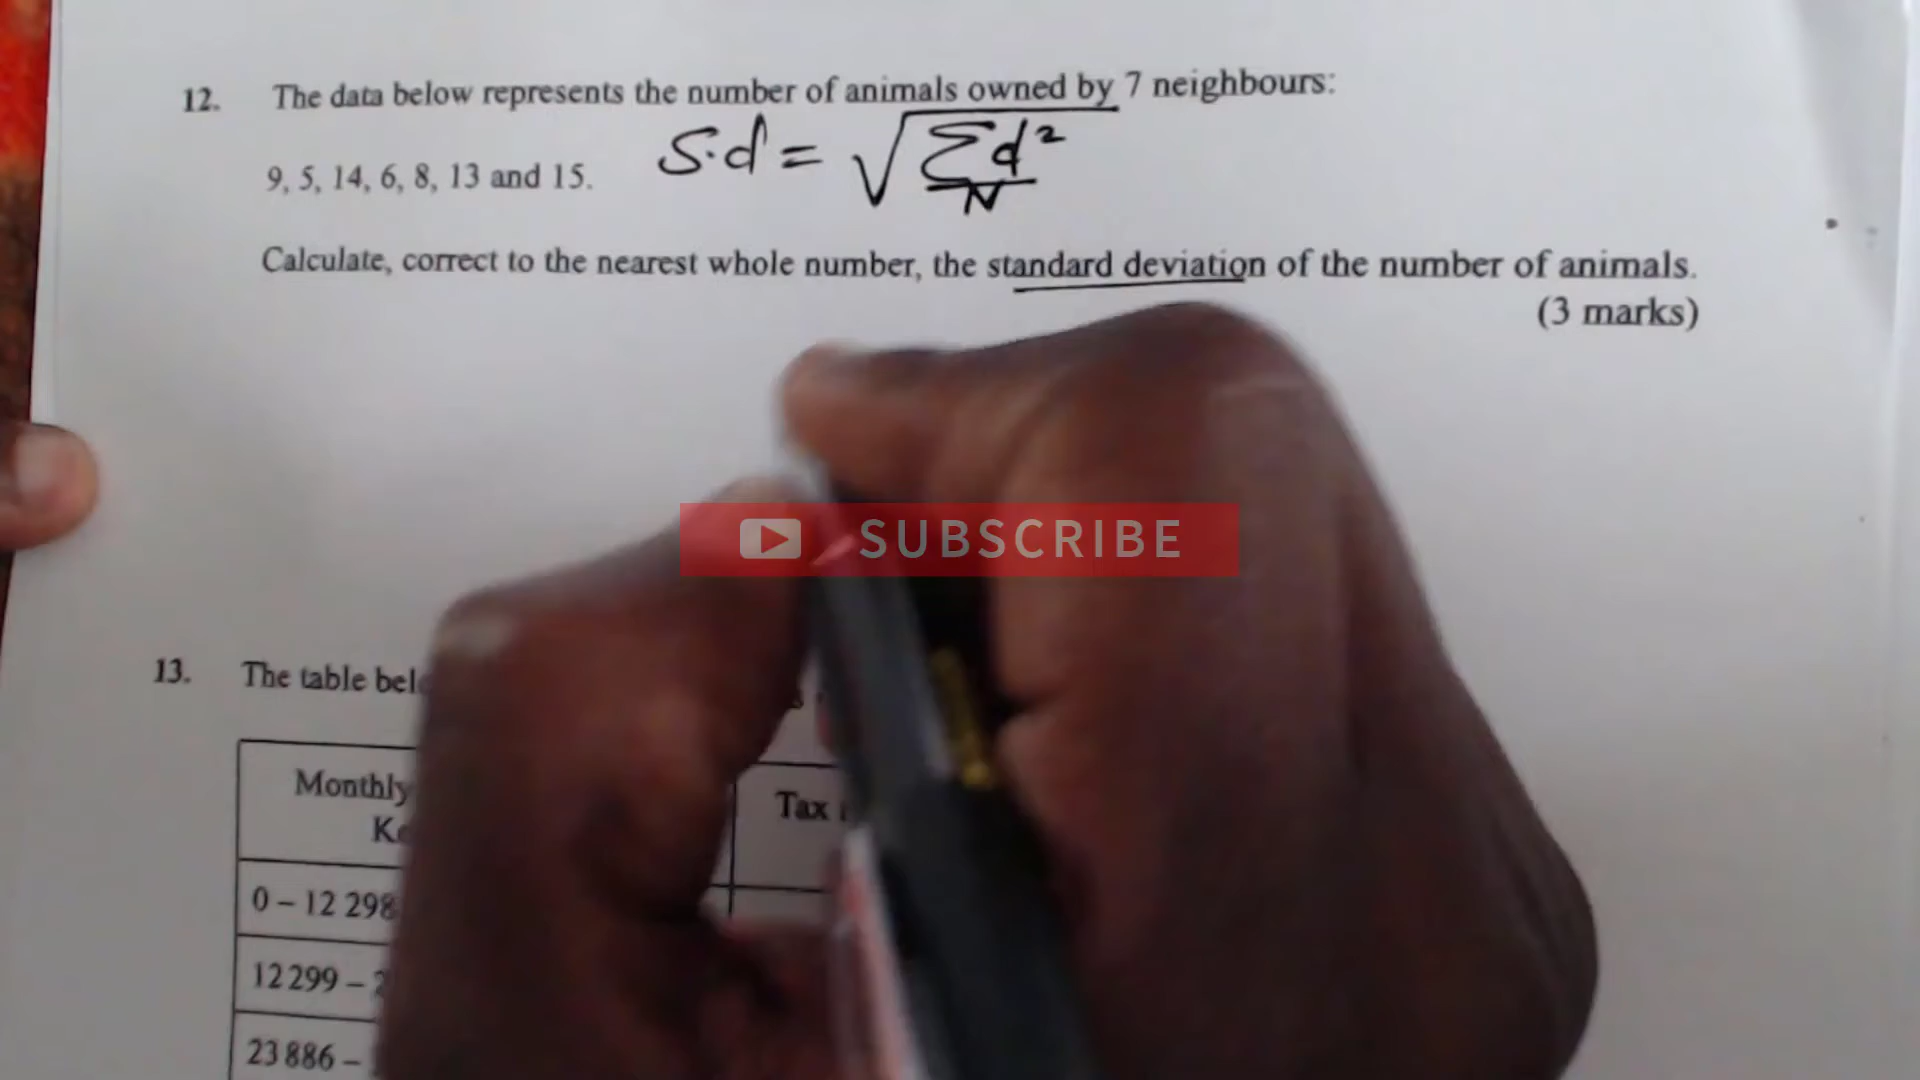 12. The data below represents the number of animals owned by 7 neighbours:
S.d = √Σd²/N
9, 5, 14, 6, 8, 13 and 15.
Calculate, correct to the nearest whole number, the standard deviation of the number of animals.
(3 marks)
SUBSCRIBE
13. The table
Monthly
Tax
0 – 12 298
12 299 –
23 886 –